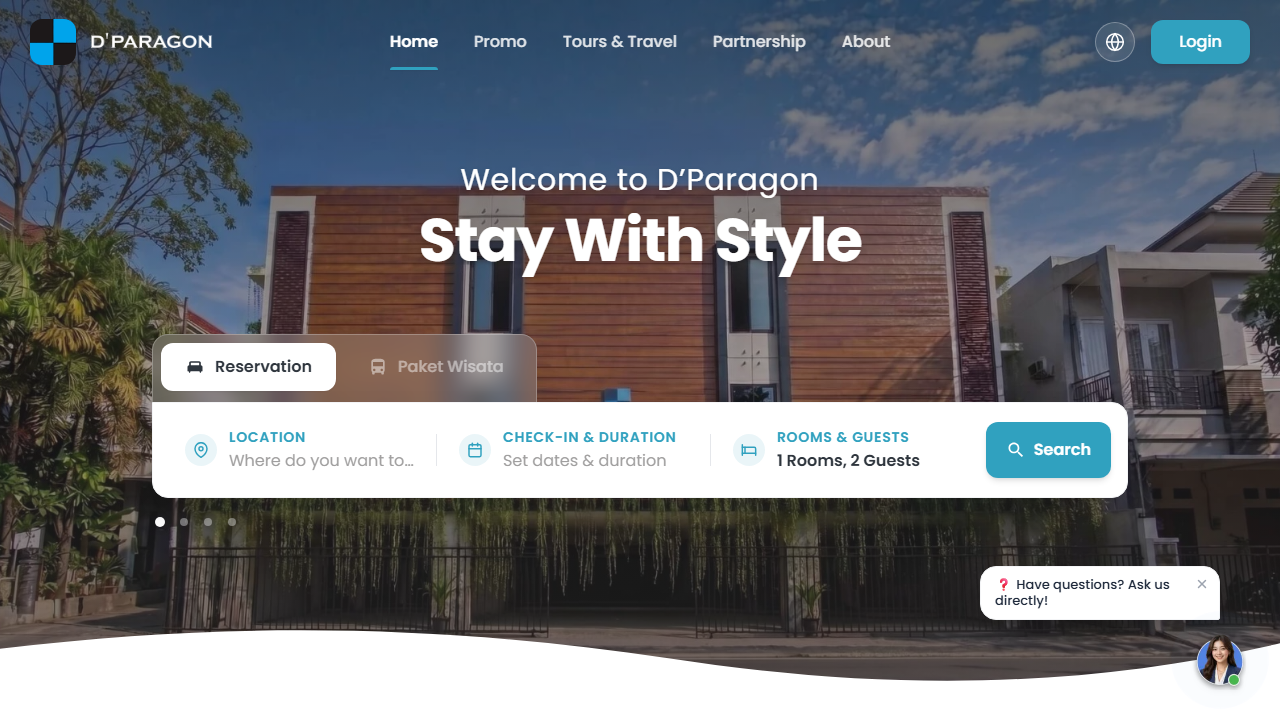 D'PARAGON
Home
Promo
Tours & Travel
Partnership
About
Login
Welcome to D’Paragon
Stay With Style
Reservation
Paket Wisata
LOCATION
Where do you want to...
CHECK-IN & DURATION
Set dates & duration
ROOMS & GUESTS
1 Rooms, 2 Guests
Search
❓ Have questions? Ask us
directly!